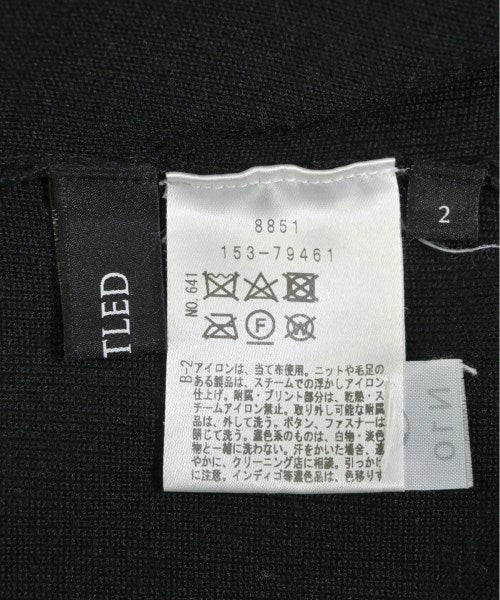 TLED
8851
153-79461
NO. 641
F
W
B-2
アイロンは、当て布使用。ニットや毛足の
ある製品は、スチームでの浮かしアイロン
仕上げ。附属・プリント部分は、乾熱・ス
チームアイロン禁止。取り外し可能な附属
品は、外して洗う。ボタン、ファスナーは
閉じて洗う。濃色系のものは、白物・淡色
物と一緒に洗わない。汗をかいた場合、速
やかに、クリーニング店に相談。引っかけ
に注意。インディゴ等濃色品は、色移りす
2